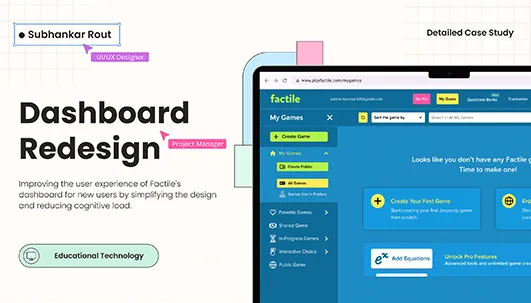 Subhankar Rout
UI/UX Designer
Detailed Case Study
Dashboard
Redesign
Project Manager
Improving the user experience of Factile's
dashboard for new users by simplifying the design
and reducing cognitive load.
Educational Technology
www.playfactile.com/mygames
factile
Go Pro
My Game
Questions Banks
Customize
My Games
Sort the game by
Search in All My Games
+ Create Game
My Games
Create Folder
All Games
Games Not in Folders
Favorite Games
Shared Game
In-Progress Games
Interactive Choice
Public Game
Looks like you don't have any Factile
Time to make one!
Create Your First Game
Start creating your first Jeopardy game
from scratch
ex Add Equations
Unlock Pro Features
Advanced tools and unlimited game crea